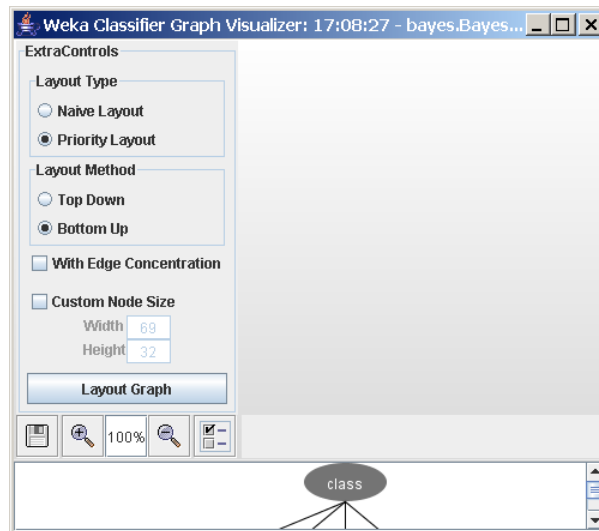 Weka Classifier Graph Visualizer: 17:08:27 - bayes.Bayes...
ExtraControls
Layout Type
Naive Layout
Priority Layout
Layout Method
Top Down
Bottom Up
With Edge Concentration
Custom Node Size
Width 69
Height 32
Layout Graph
100%
class